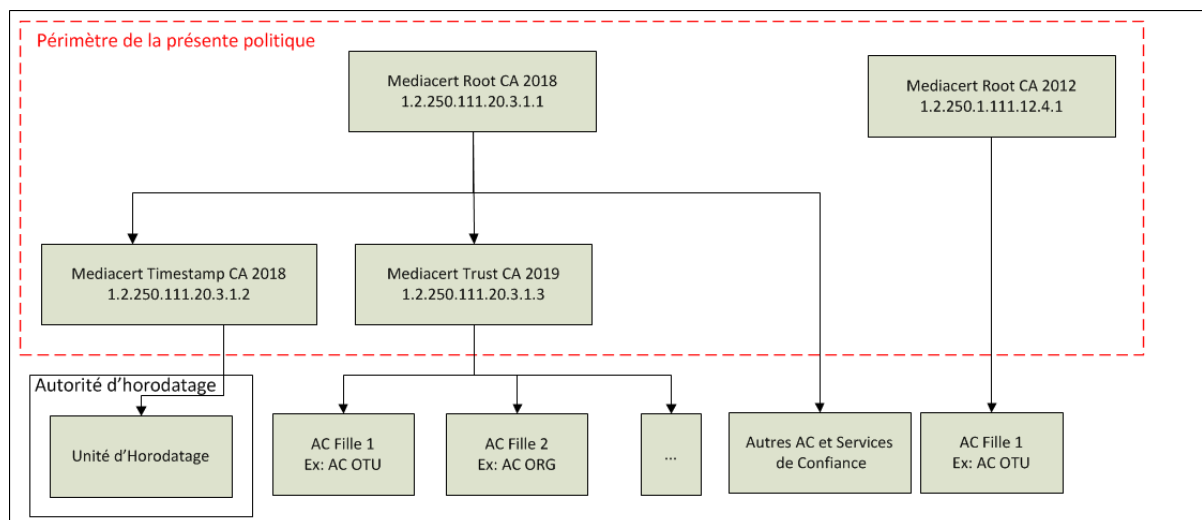 Périmètre de la présente politique
Mediacert Root CA 2018
1.2.250.111.20.3.1.1
Mediacert Root CA 2012
1.2.250.1.111.12.4.1
Mediacert Timestamp CA 2018
1.2.250.111.20.3.1.2
Mediacert Trust CA 2019
1.2.250.111.20.3.1.3
Autorité d’horodatage
Unité d’Horodatage
AC Fille 1
Ex: AC OTU
AC Fille 2
Ex: AC ORG
...
Autres AC et Services
de Confiance
AC Fille 1
Ex: AC OTU